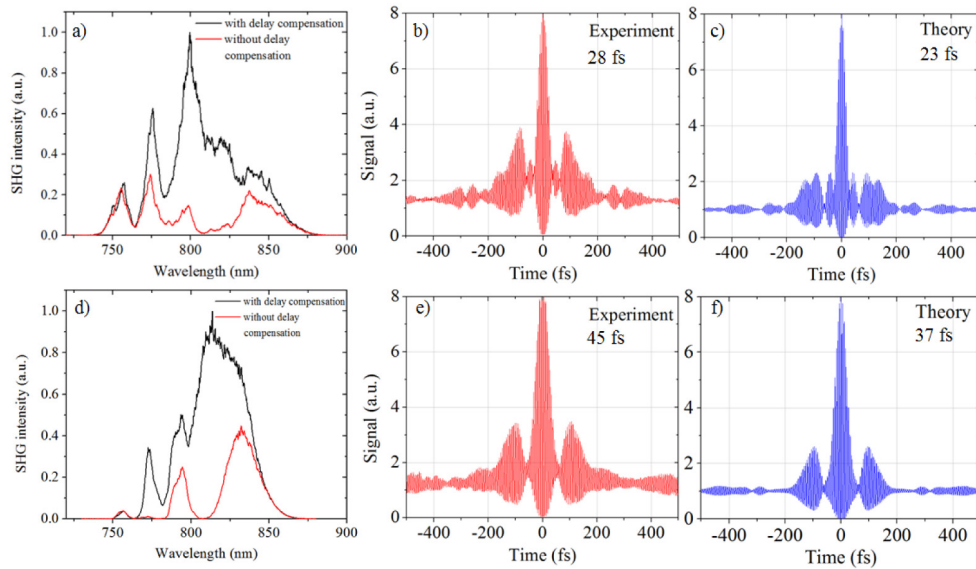 a)
with delay compensation
without delay
compensation
SHG intensity (a.u.)
1.0
0.8
0.6
0.4
0.2
0.0
750
800
850
900
Wavelength (nm)
b)
Experiment
28 fs
Signal (a.u.)
8
6
4
2
0
-400
-200
0
200
400
Time (fs)
c)
Theory
23 fs
8
6
4
2
0
-400
-200
0
200
400
Time (fs)
d)
with delay compensation
without delay
compensation
SHG intensity (a.u.)
1.0
0.8
0.6
0.4
0.2
0.0
750
800
850
900
Wavelength (nm)
e)
Experiment
45 fs
Signal (a.u.)
8
6
4
2
0
-400
-200
0
200
400
Time (fs)
f)
Theory
37 fs
8
6
4
2
0
-400
-200
0
200
400
Time (fs)